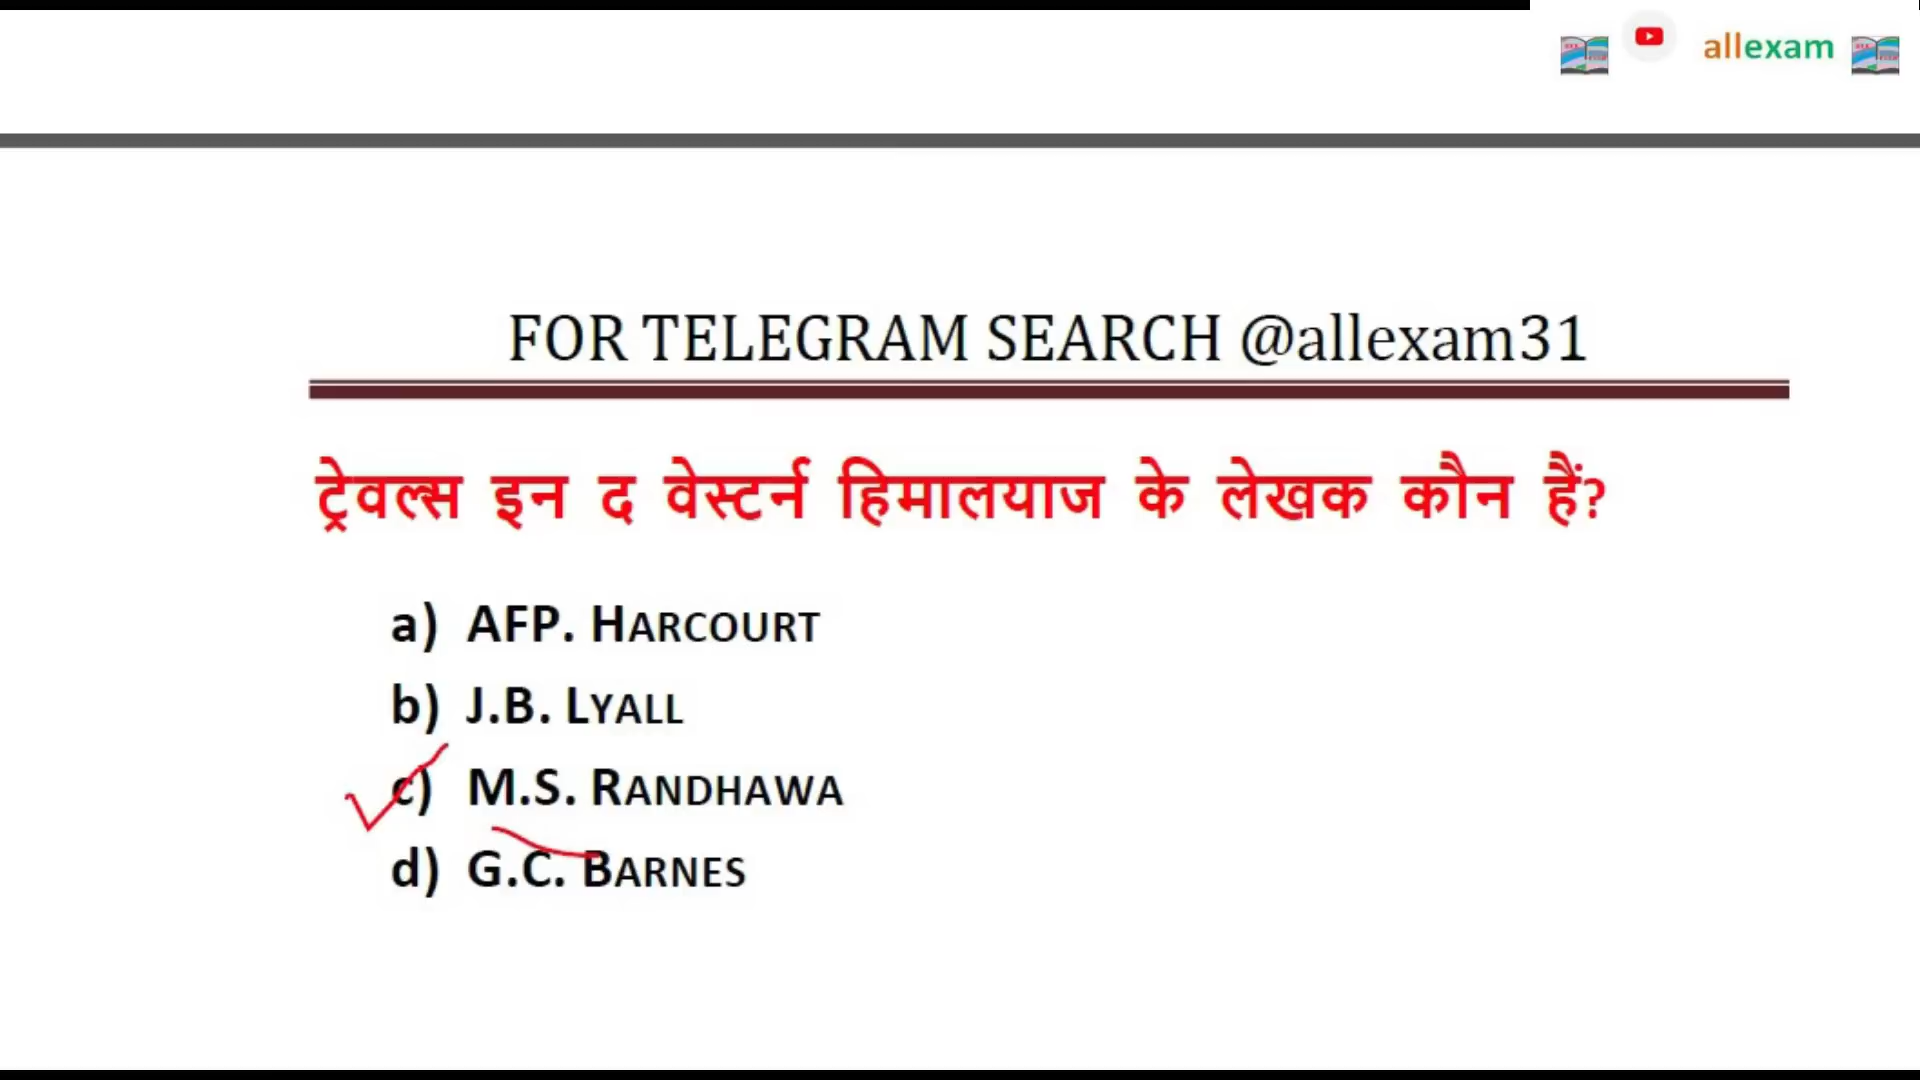 allexam
FOR TELEGRAM SEARCH @allexam31
ट्रेवल्स इन द वेस्टर्न हिमालयाज के लेखक कौन हैं?
a) AFP. HARCOURT
b) J.B. LYALL
c) M.S. RANDHAWA
d) G.C. BARNES